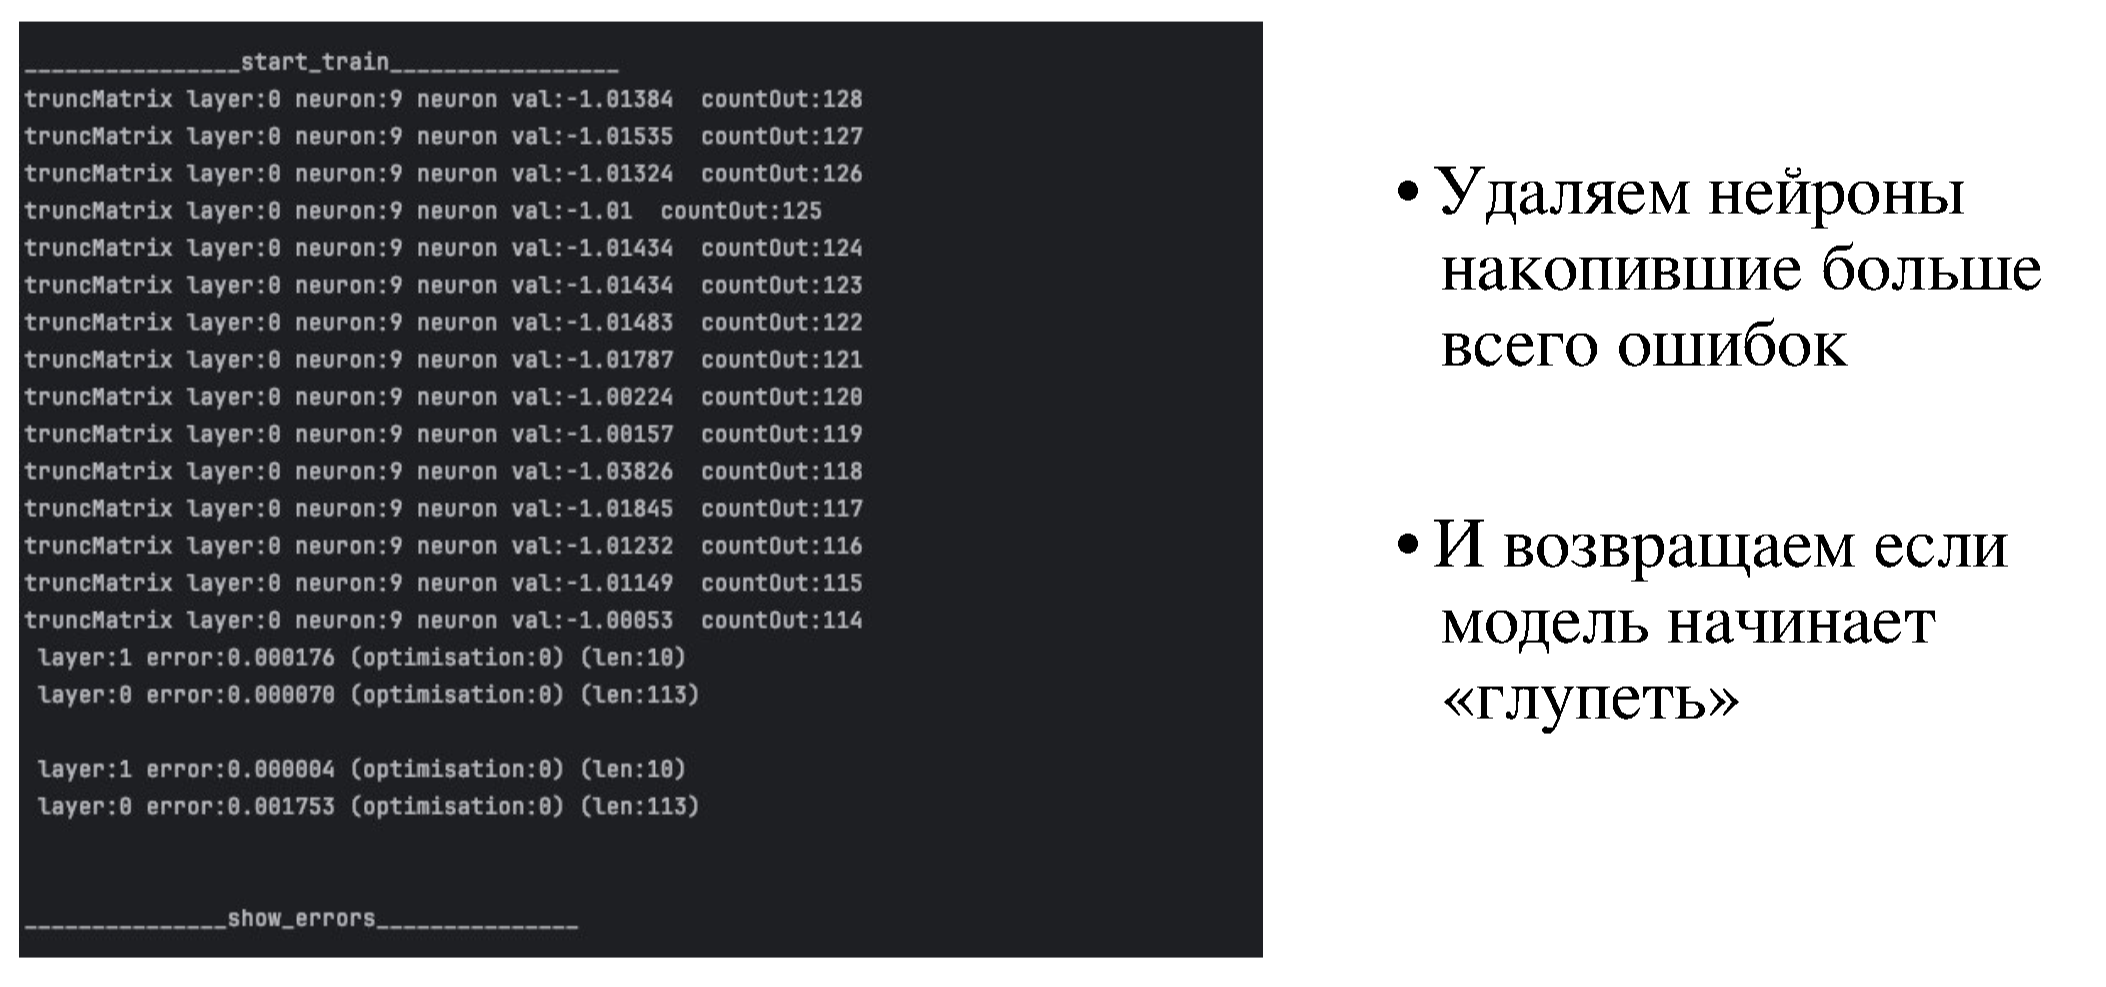 ________________start_train_________________
truncMatrix layer:0 neuron:9 neuron val:-1.01384  countOut:128
truncMatrix layer:0 neuron:9 neuron val:-1.01535  countOut:127
truncMatrix layer:0 neuron:9 neuron val:-1.01324  countOut:126
truncMatrix layer:0 neuron:9 neuron val:-1.01  countOut:125
truncMatrix layer:0 neuron:9 neuron val:-1.01434  countOut:124
truncMatrix layer:0 neuron:9 neuron val:-1.01434  countOut:123
truncMatrix layer:0 neuron:9 neuron val:-1.01483  countOut:122
truncMatrix layer:0 neuron:9 neuron val:-1.01787  countOut:121
truncMatrix layer:0 neuron:9 neuron val:-1.00224  countOut:120
truncMatrix layer:0 neuron:9 neuron val:-1.00157  countOut:119
truncMatrix layer:0 neuron:9 neuron val:-1.03826  countOut:118
truncMatrix layer:0 neuron:9 neuron val:-1.01845  countOut:117
truncMatrix layer:0 neuron:9 neuron val:-1.01232  countOut:116
truncMatrix layer:0 neuron:9 neuron val:-1.01149  countOut:115
truncMatrix layer:0 neuron:9 neuron val:-1.00053  countOut:114
layer:1 error:0.000176 (optimisation:0) (len:10)
layer:0 error:0.000070 (optimisation:0) (len:113)
layer:1 error:0.000004 (optimisation:0) (len:10)
layer:0 error:0.001753 (optimisation:0) (len:113)
_______________show_errors_______________
• Удаляем нейроны
накопившие больше
всего ошибок
• И возвращаем если
модель начинает
«глупеть»